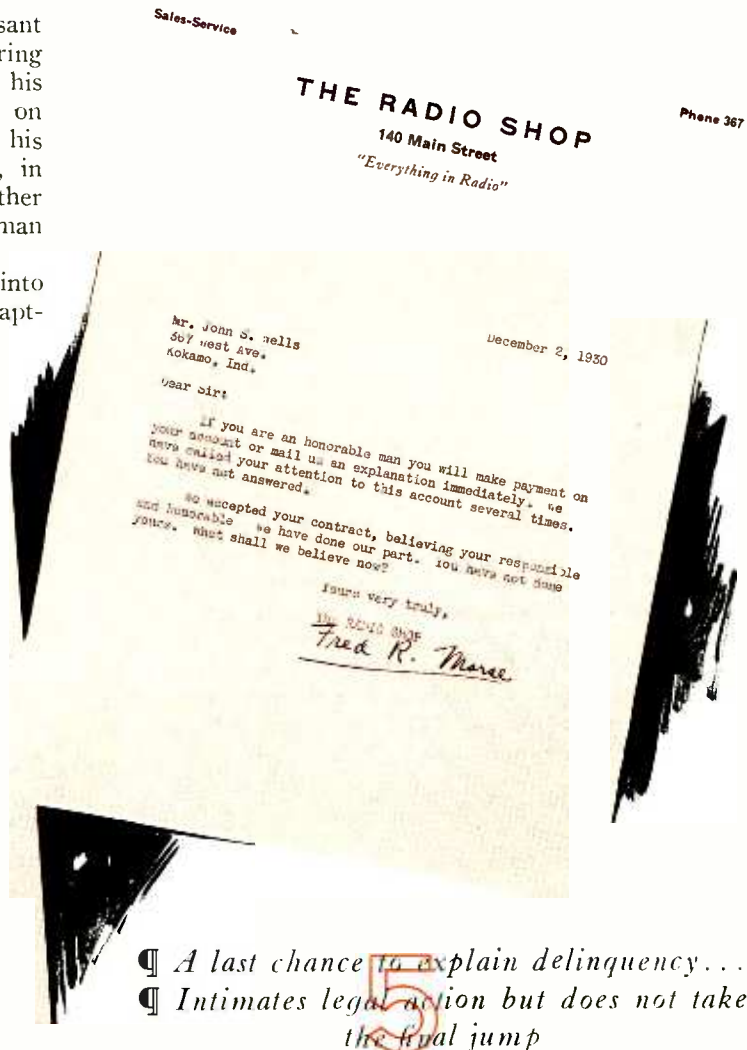 sant
ring
his
on
his
, in
ther
man
into
apt-
Sales-Service
THE RADIO SHOP
Phone 367
140 Main Street
"Everything in Radio"
December 2, 1930
Mr. John S. Wells
567 West Ave.
Kokamo, Ind.
Dear Sir:
If you are an honorable man you will make payment on
your account or mail us an explanation immediately. We
have called your attention to this account several times.
You have not answered.
We accepted your contract, believing your responsible
and honorable We have done our part. You have not done
yours. What shall we believe now?
Yours very truly,
THE RADIO SHOP
Fred R. Morse
¶ A last chance to explain delinquency...
¶ Intimates legal action but does not take
the final jump
5